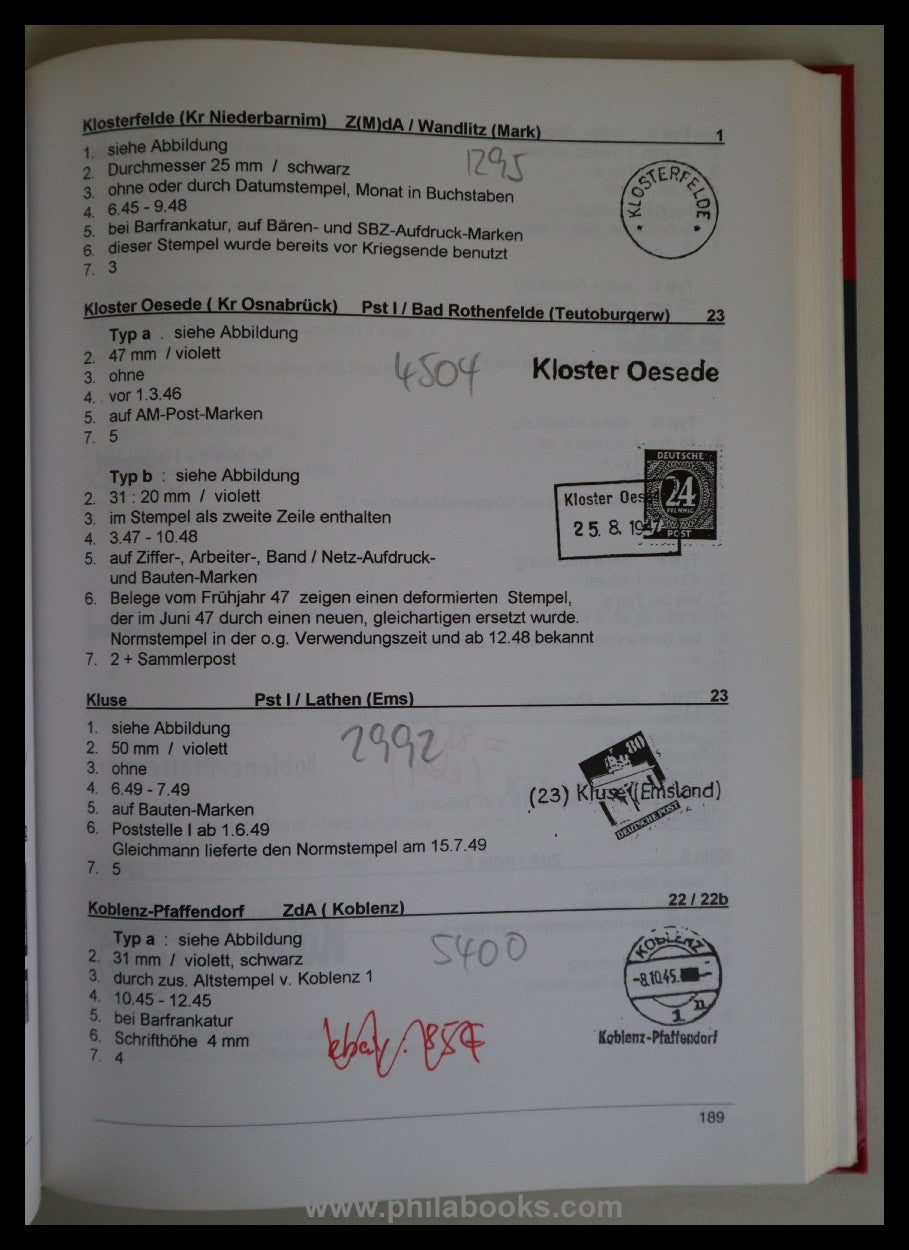 Klosterfelde (Kr Niederbarnim) Z(M)dA / Wandlitz (Mark) 1
1. siehe Abbildung
2. Durchmesser 25 mm / schwarz
3. ohne oder durch Datumstempel, Monat in Buchstaben
4. 6.45 - 9.48
5. bei Barfrankatur, auf Bären- und SBZ-Aufdruck-Marken
6. dieser Stempel wurde bereits vor Kriegsende benutzt
7. 3
1295
* KLOSTERFELDE *
Kloster Oesede ( Kr Osnabrück) Pst I / Bad Rothenfelde (Teutoburgerw) 23
Typ a . siehe Abbildung
2. 47 mm / violett
3. ohne
4. . vor 1.3.46
5. auf AM-Post-Marken
7. 5
4504
Kloster Oesede
Typ b : siehe Abbildung
2. 31 : 20 mm / violett
3. im Stempel als zweite Zeile enthalten
4. 3.47 - 10.48
5. auf Ziffer-, Arbeiter-, Band / Netz-Aufdruck-
und Bauten-Marken
6. Belege vom Frühjahr 47 zeigen einen deformierten Stempel,
der im Juni 47 durch einen neuen, gleichartigen ersetzt wurde.
Normstempel in der o.g. Verwendungszeit und ab 12.48 bekannt
7. 2 + Sammlerpost
DEUTSCHE
24
PFENNIG
POST
Kloster Oes
25. 8. 1947
Kluse Pst I / Lathen (Ems) 23
1. siehe Abbildung
2. 50 mm / violett
3. ohne
4. 6.49 - 7.49
5. auf Bauten-Marken
6. Poststelle I ab 1.6.49
Gleichmann lieferte den Normstempel am 15.7.49
7. 5
2992
80
(23) Kluse (Emsland)
DEUTSCHE POST
Koblenz-Pfaffendorf ZdA ( Koblenz) 22 / 22b
Typ a : siehe Abbildung
2. 31 mm / violett, schwarz
3. durch zus. Altstempel v. Koblenz 1
4. 10.45 - 12.45
5. bei Barfrankatur
6. Schrifthöhe 4 mm
7. 4
5400
KOBLENZ
-8.10.45.
1 n
Koblenz-Pfaffendorf
189
www.philabooks.com